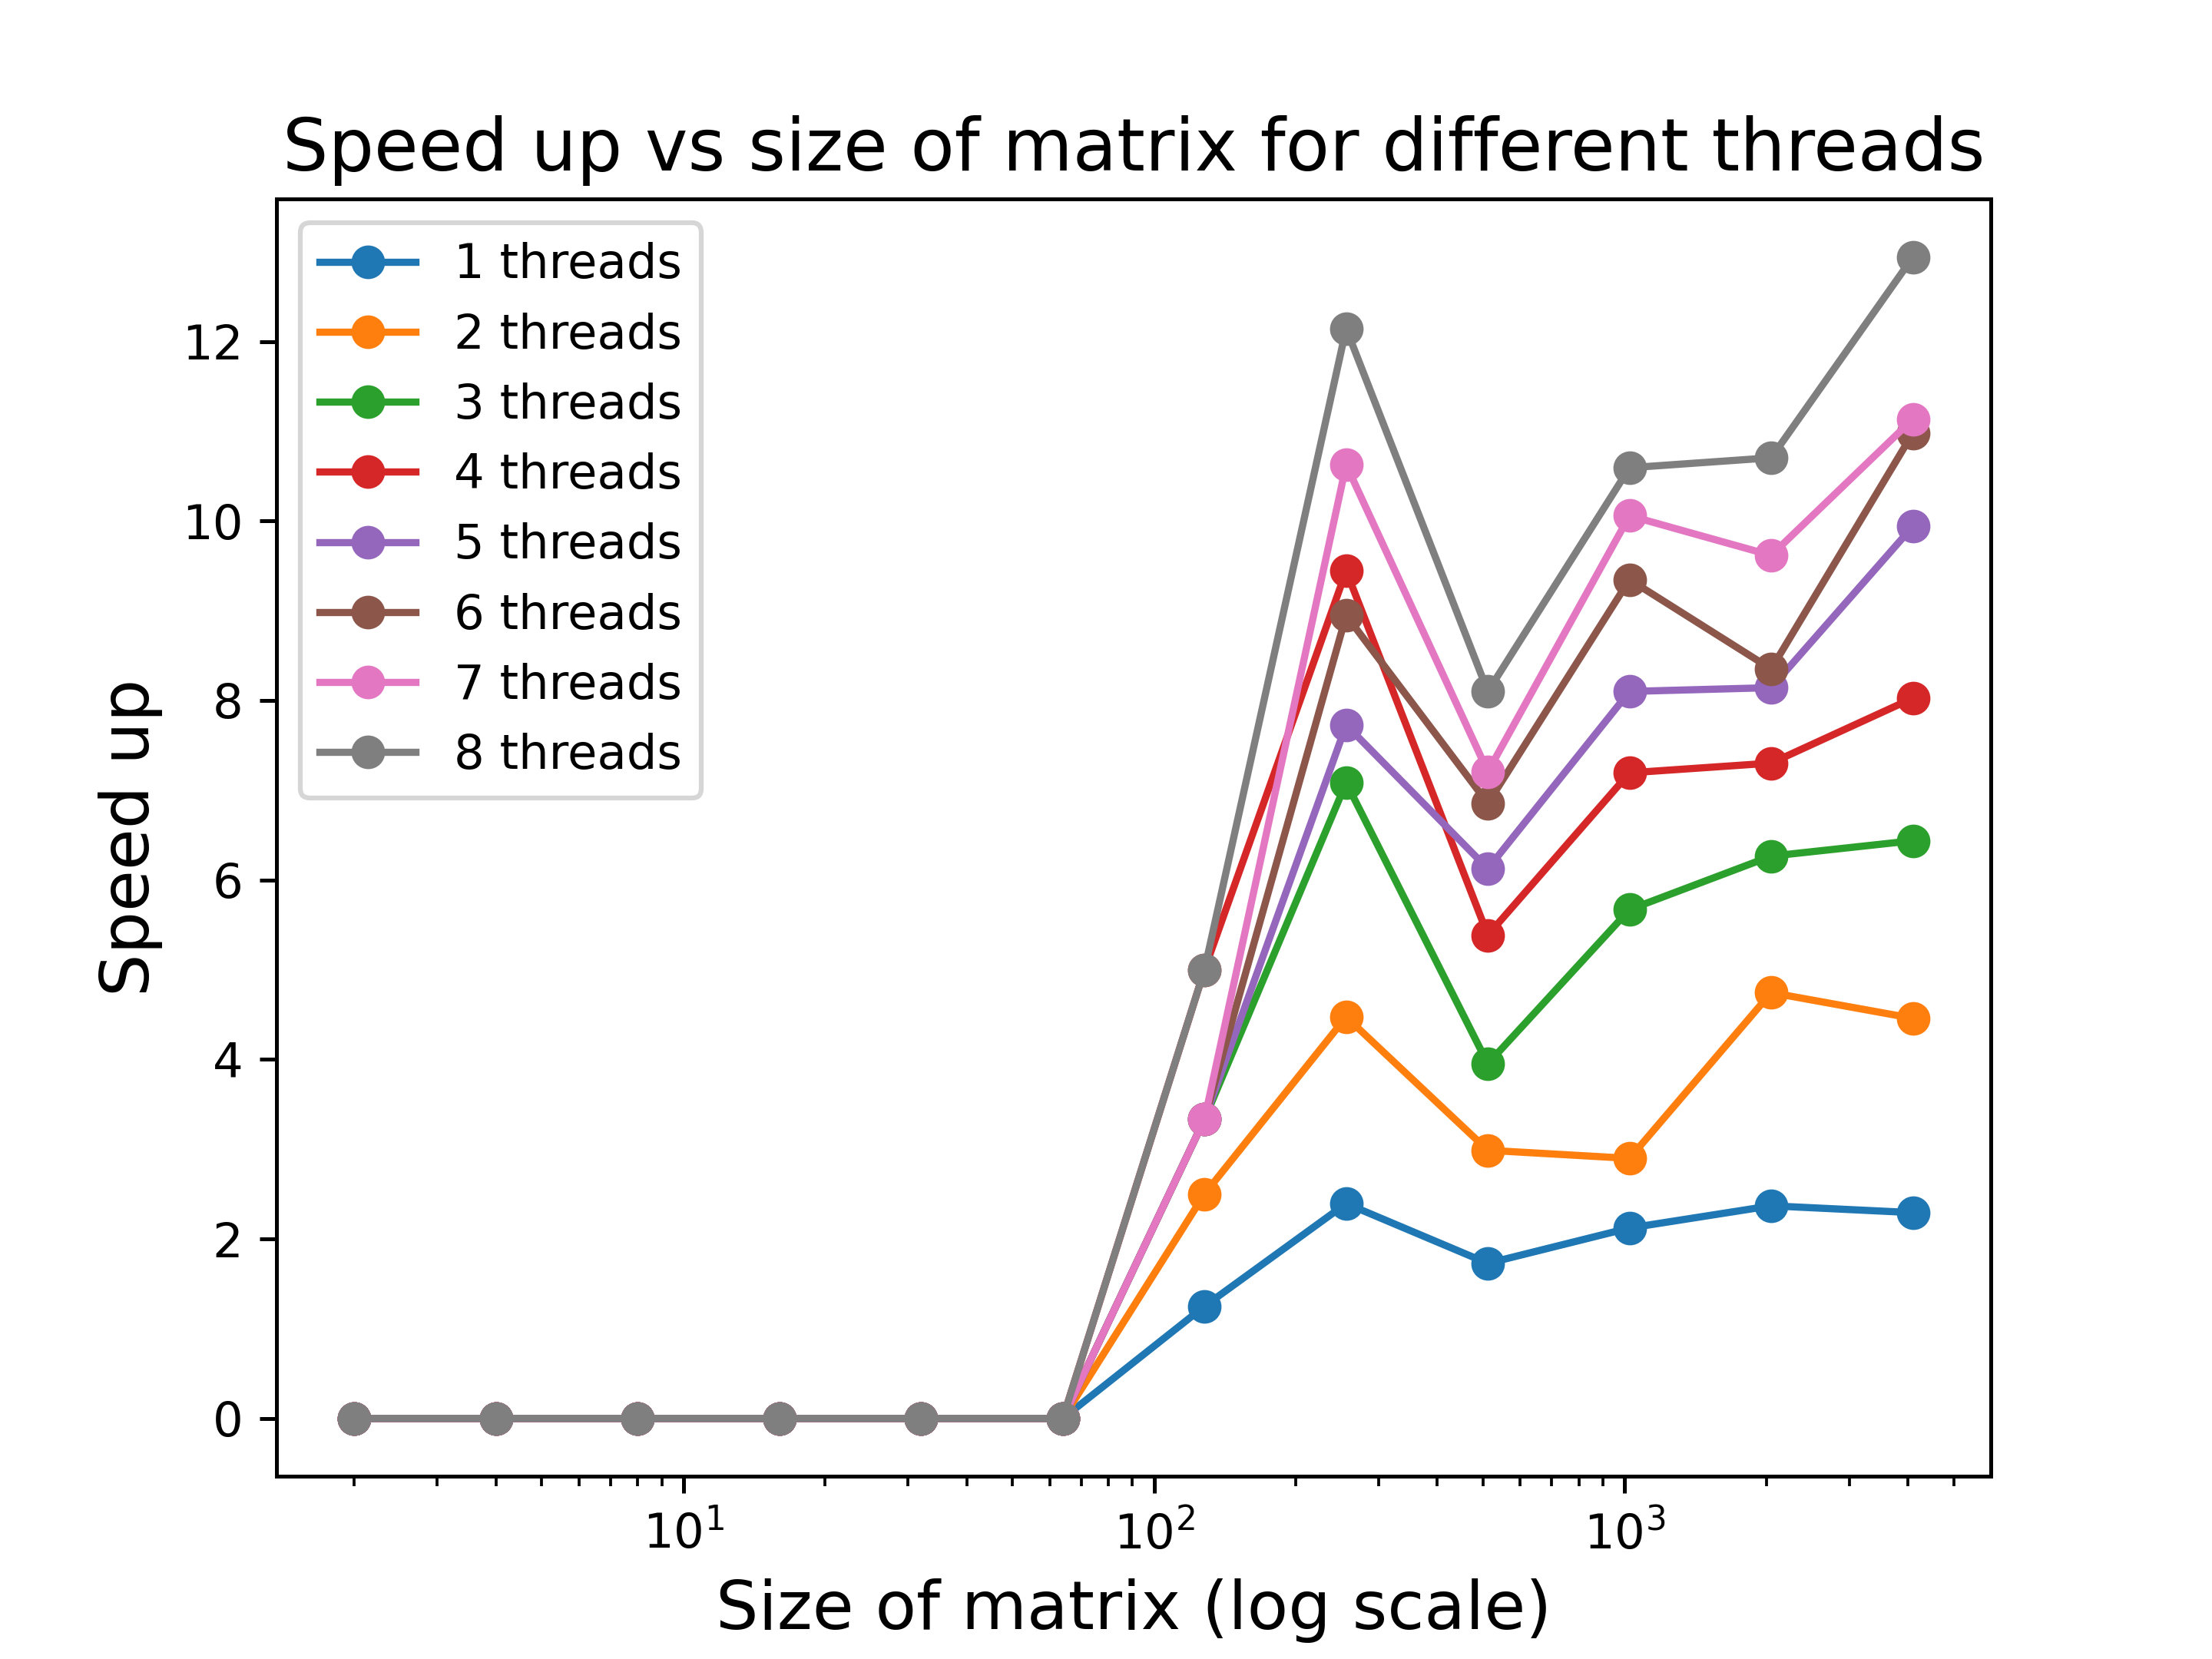 Speed up vs size of matrix for different threads
1 threads
2 threads
3 threads
4 threads
5 threads
6 threads
7 threads
8 threads
Speed up
12
10
8
6
4
2
0
10¹ 10² 10³
Size of matrix (log scale)